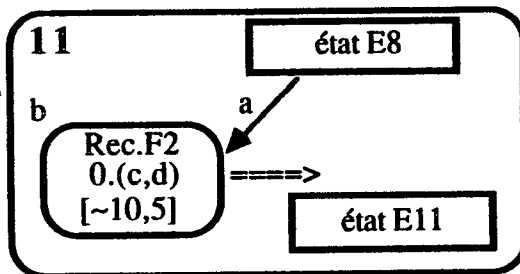 11
état E8
a
b
Rec.F2
0.(c,d)
====>
[~10,5]
état E11